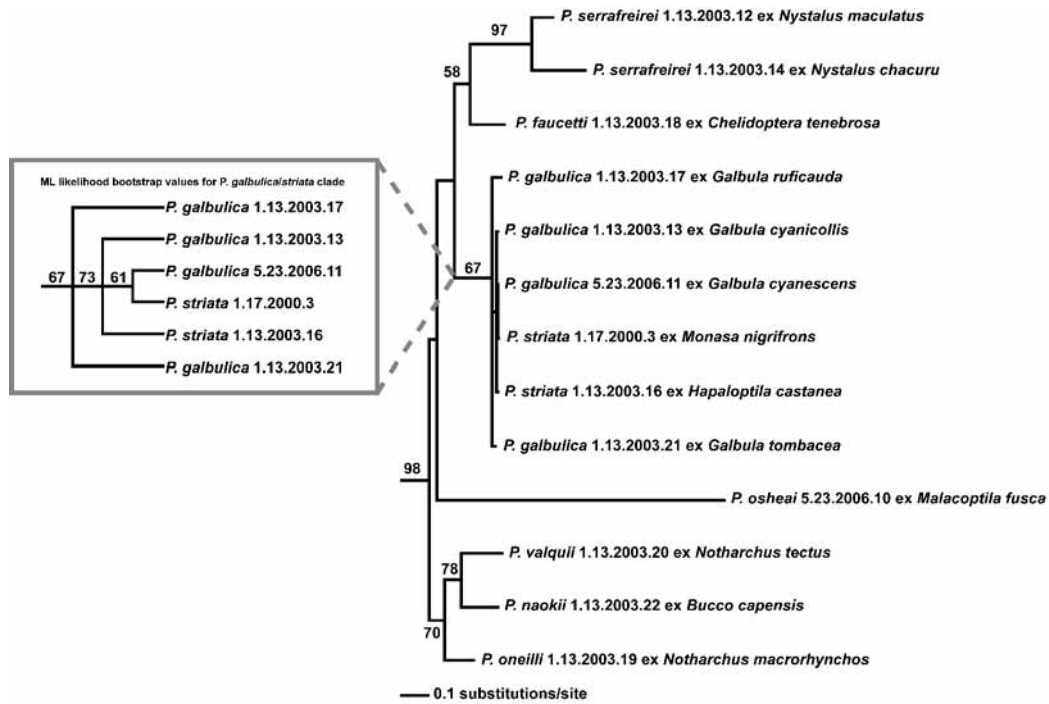 97
P. serrafreirei 1.13.2003.12 ex Nystalus maculatus
P. serrafreirei 1.13.2003.14 ex Nystalus chacuru
58
P. faucetti 1.13.2003.18 ex Chelidoptera tenebrosa
ML likelihood bootstrap values for P. galbulica/striata clade
P. galbulica 1.13.2003.17
P. galbulica 1.13.2003.13
67 73 61
P. galbulica 5.23.2006.11
P. striata 1.17.2000.3
P. striata 1.13.2003.16
P. galbulica 1.13.2003.21
P. galbulica 1.13.2003.17 ex Galbula ruficauda
P. galbulica 1.13.2003.13 ex Galbula cyanicollis
67
P. galbulica 5.23.2006.11 ex Galbula cyanescens
P. striata 1.17.2000.3 ex Monasa nigrifrons
P. striata 1.13.2003.16 ex Hapaloptila castanea
P. galbulica 1.13.2003.21 ex Galbula tombacea
98
P. osheai 5.23.2006.10 ex Malacoptila fusca
P. valquii 1.13.2003.20 ex Notharchus tectus
78
P. naokii 1.13.2003.22 ex Bucco capensis
70
P. oneilli 1.13.2003.19 ex Notharchus macrorhynchos
0.1 substitutions/site